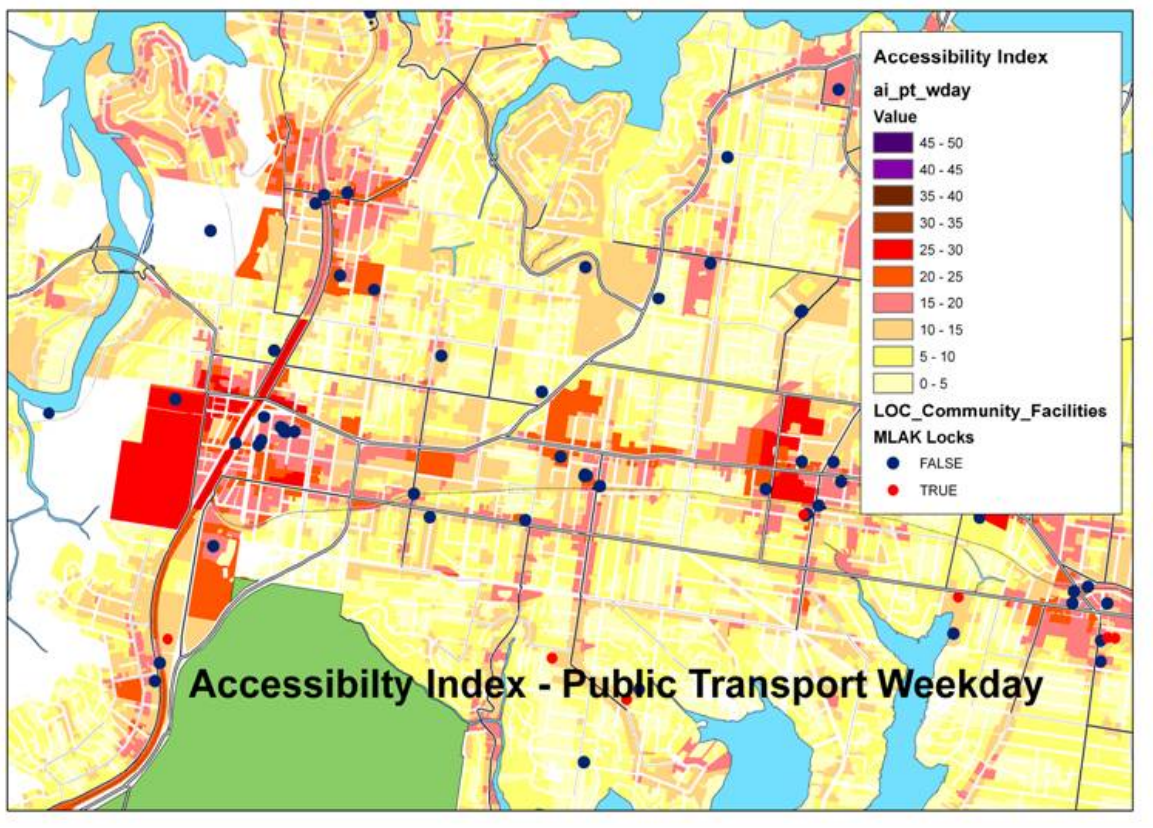 Accessibility Index
ai_pt_wday
Value
45 - 50
40 - 45
35 - 40
30 - 35
25 - 30
20 - 25
15 - 20
10 - 15
5 - 10
0 - 5
LOC_Community_Facilities
MLAK Locks
FALSE
TRUE
Accessibilty Index - Public Transport Weekday